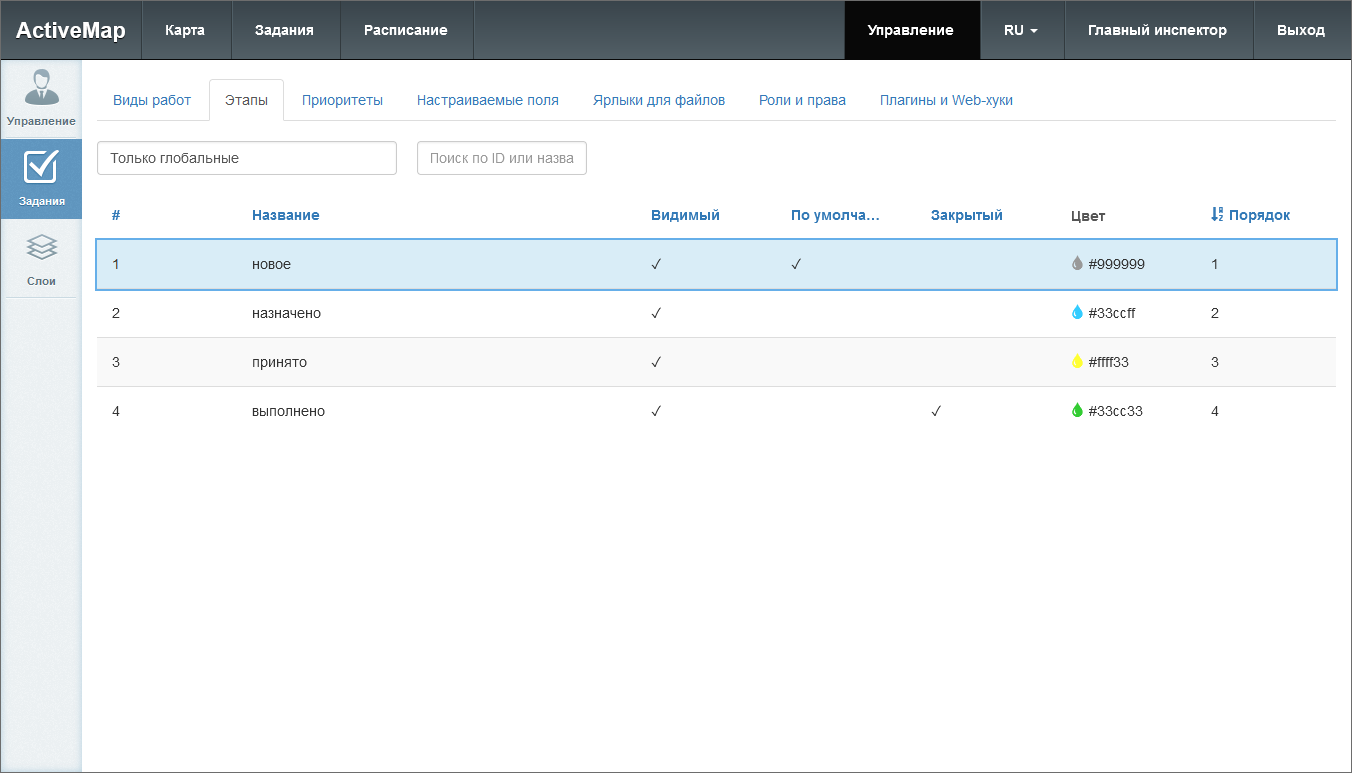 ActiveMap Карта Задания Расписание Управление RU Главный инспектор Выход
Управление
Задания
Слои
Виды работ Этапы Приоритеты Настраиваемые поля Ярлыки для файлов Роли и права Плагины и Web-хуки
Только глобальные Поиск по ID или назва
# Название Видимый По умолча... Закрытый Цвет Порядок
1 новое ✓ ✓ #999999 1
2 назначено ✓ #33ccff 2
3 принято ✓ #ffff33 3
4 выполнено ✓ ✓ #33cc33 4